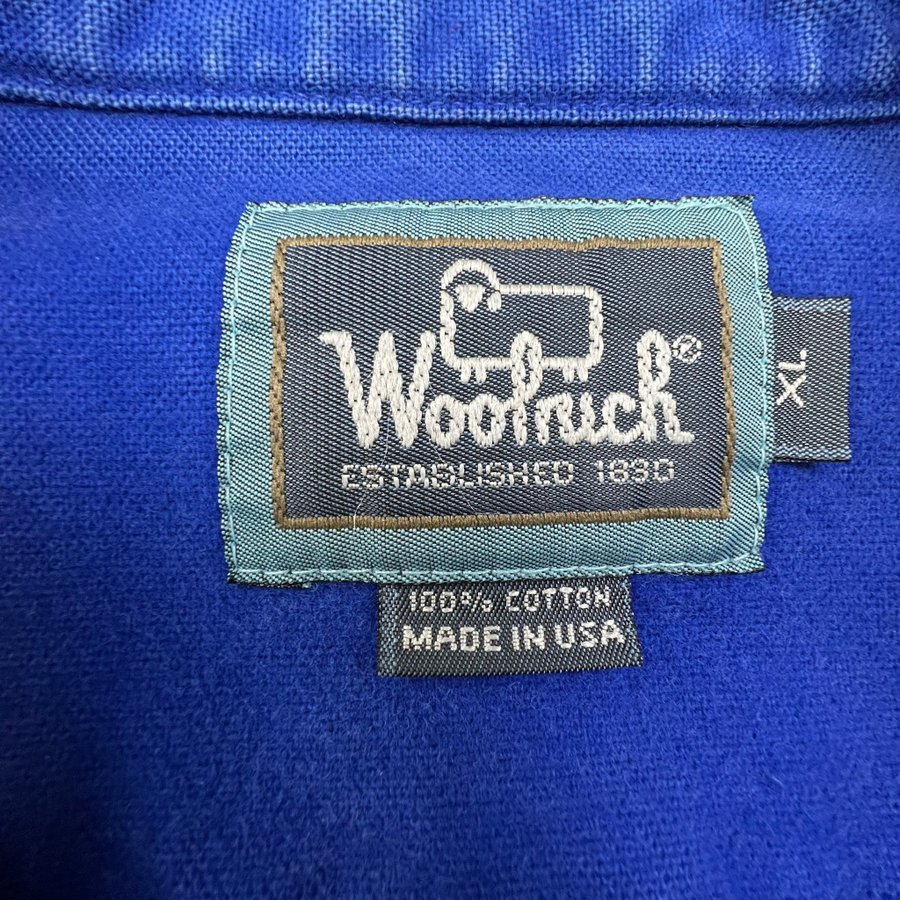 Woolrich®
ESTABLISHED 1830
XL
100% COTTON
MADE IN USA